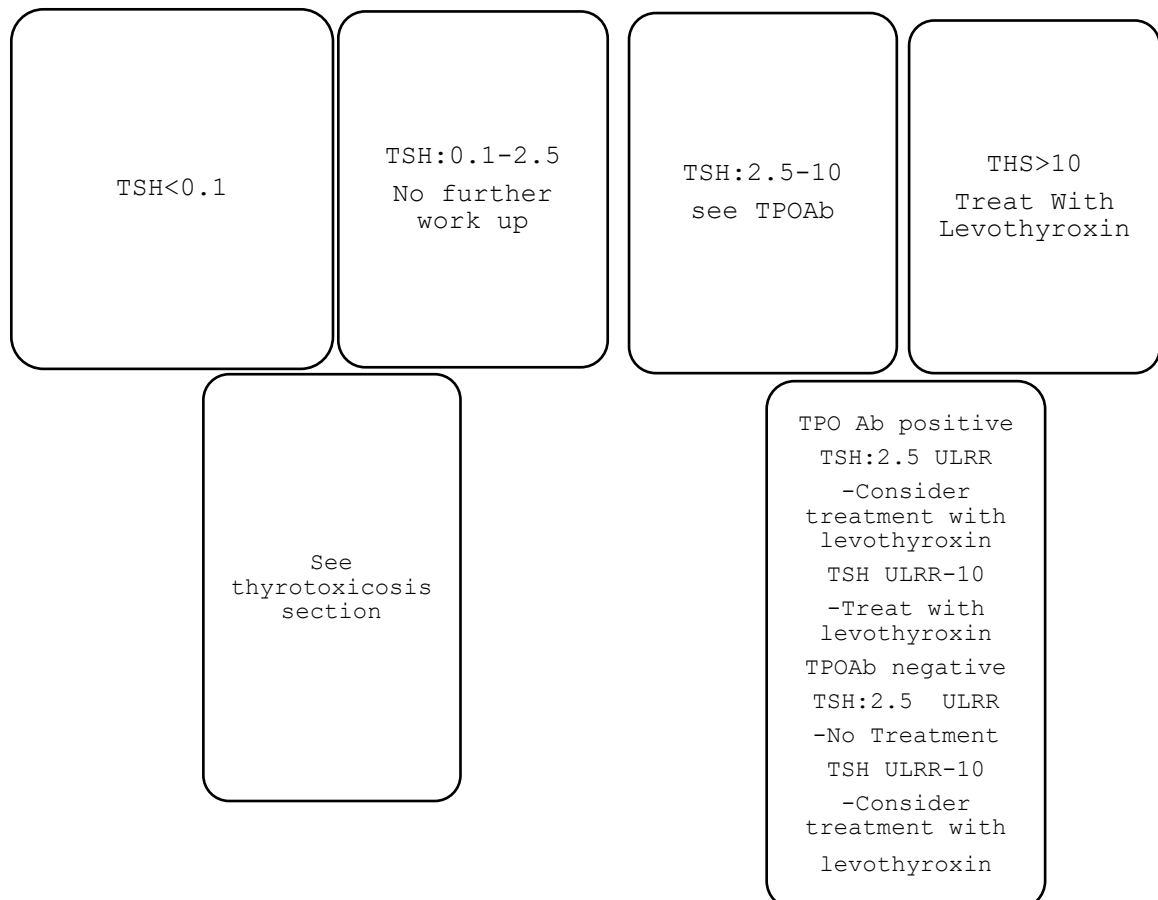 TSH<0.1
TSH:0.1-2.5
No further
work up
TSH:2.5-10
see TPOAb
THS>10
Treat With
Levothyroxin
See
thyrotoxicosis
section
TPO Ab positive
TSH:2.5 ULRR
-Consider
treatment with
levothyroxin
TSH ULRR-10
-Treat with
levothyroxin
TPOAb negative
TSH:2.5  ULRR
-No Treatment
TSH ULRR-10
-Consider
treatment with
levothyroxin